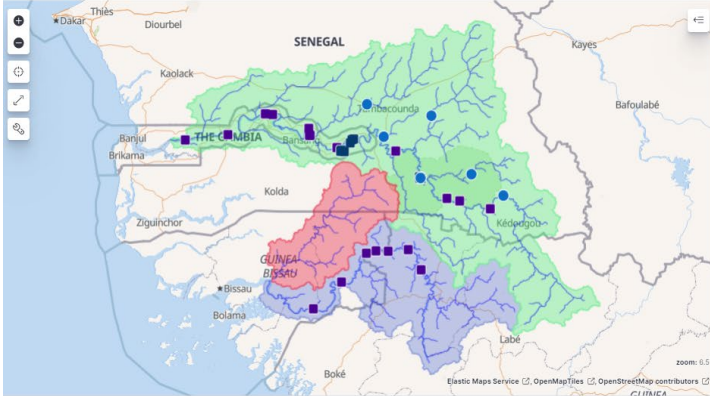 Thiès
Dakar
Diourbel
SENEGAL
Kayes
Kaolack
Tambacounda
Bafoulabé
Banjul
THE GAMBIA
Bansang
Brikama
Kolda
Ziguinchor
Kédougou
GUINEA-
BISSAU
Bissau
Bolama
Labé
zoom: 6.5
Boké
Elastic Maps Service , OpenMapTiles , OpenStreetMap contributors
GUINEA